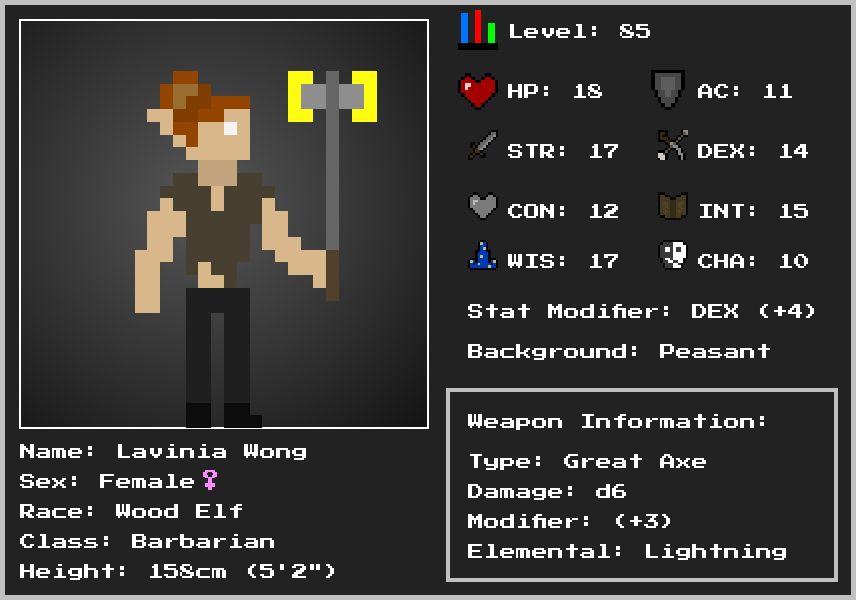 Level: 85
HP: 18 AC: 11
STR: 17 DEX: 14
CON: 12 INT: 15
WIS: 17 CHA: 10
Stat Modifier: DEX (+4)
Background: Peasant
Weapon Information:
Type: Great Axe
Damage: d6
Modifier: (+3)
Elemental: Lightning
Name: Lavinia Wong
Sex: Female♀
Race: Wood Elf
Class: Barbarian
Height: 158cm (5'2")